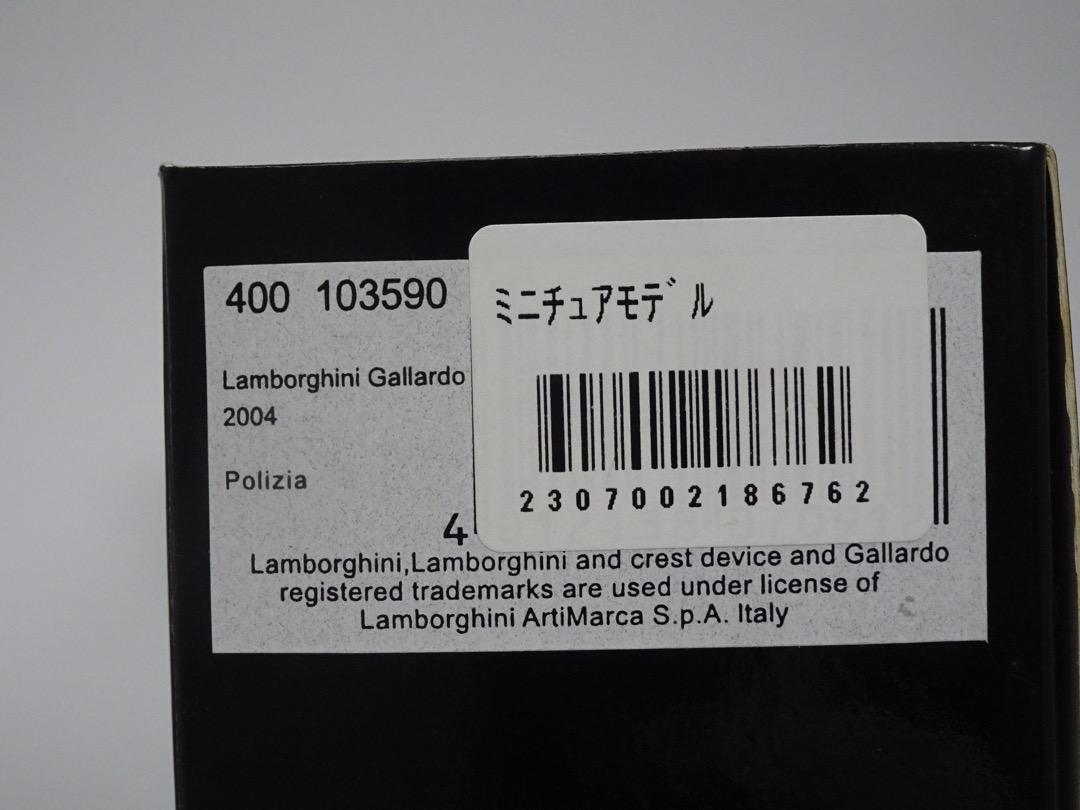 400 103590
Lamborghini Gallardo
2004
Polizia
ミニチュアモデル
2307002186762
4
Lamborghini,Lamborghini and crest device and Gallardo
registered trademarks are used under license of
Lamborghini ArtiMarca S.p.A. Italy